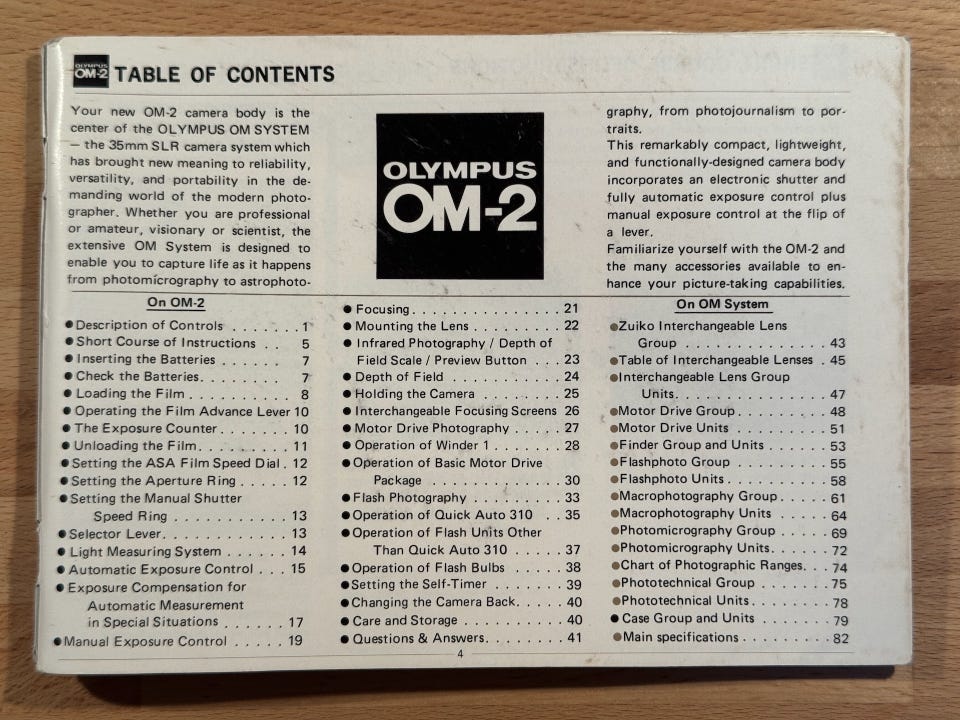 OLYMPUS
OM-2
TABLE OF CONTENTS
Your new OM-2 camera body is the
center of the OLYMPUS OM SYSTEM
– the 35mm SLR camera system which
has brought new meaning to reliability,
versatility, and portability in the de-
manding world of the modern photo-
grapher. Whether you are professional
or amateur, visionary or scientist, the
extensive OM System is designed to
enable you to capture life as it happens
from photomicrography to astrophoto-
OLYMPUS
OM-2
graphy, from photojournalism to por-
traits.
This remarkably compact, lightweight,
and functionally-designed camera body
incorporates an electronic shutter and
fully automatic exposure control plus
manual exposure control at the flip of
a lever.
Familiarize yourself with the OM-2 and
the many accessories available to en-
hance your picture-taking capabilities.
On OM-2
●Description of Controls . . . . . . . 1
●Short Course of Instructions . . 5
●Inserting the Batteries . . . . . . 7
●Check the Batteries. . . . . . . . 7
●Loading the Film . . . . . . . . . . 8
●Operating the Film Advance Lever 10
●The Exposure Counter . . . . . . . 10
●Unloading the Film. . . . . . . . . 11
●Setting the ASA Film Speed Dial . 12
●Setting the Aperture Ring . . . . . 12
●Setting the Manual Shutter
Speed Ring . . . . . . . . . . . 13
●Selector Lever. . . . . . . . . . . . 13
●Light Measuring System . . . . . . 14
●Automatic Exposure Control . . . 15
●Exposure Compensation for
Automatic Measurement
in Special Situations . . . . . 17
●Manual Exposure Control . . . . . 19
●Focusing. . . . . . . . . . . . . . . 21
●Mounting the Lens . . . . . . . . . 22
●Infrared Photography / Depth of
Field Scale / Preview Button . . . 23
●Depth of Field . . . . . . . . . . . 24
●Holding the Camera . . . . . . . . 25
●Interchangeable Focusing Screens 26
●Motor Drive Photography . . . . . 27
●Operation of Winder 1 . . . . . . . 28
●Operation of Basic Motor Drive
Package . . . . . . . . . . . . . 30
●Flash Photography . . . . . . . . . 33
●Operation of Quick Auto 310 . . 35
●Operation of Flash Units Other
Than Quick Auto 310 . . . . . 37
●Operation of Flash Bulbs . . . . . 38
●Setting the Self-Timer . . . . . . . 39
●Changing the Camera Back. . . . . 40
●Care and Storage . . . . . . . . . . 40
●Questions & Answers. . . . . . . . 41
On OM System
●Zuiko Interchangeable Lens
Group . . . . . . . . . . . . . . 43
●Table of Interchangeable Lenses . 45
●Interchangeable Lens Group
Units. . . . . . . . . . . . . . . 47
●Motor Drive Group. . . . . . . . . 48
●Motor Drive Units . . . . . . . . . 51
●Finder Group and Units . . . . . . 53
●Flashphoto Group . . . . . . . . . 55
●Flashphoto Units. . . . . . . . . . 58
●Macrophotography Group. . . . . 61
●Macrophotography Units . . . . . 64
●Photomicrography Group . . . . . 69
●Photomicrography Units. . . . . . 72
●Chart of Photographic Ranges. . . 74
●Phototechnical Group . . . . . . . 75
●Phototechnical Units. . . . . . . . 78
●Case Group and Units . . . . . . . 79
●Main specifications . . . . . . . . . 82
4